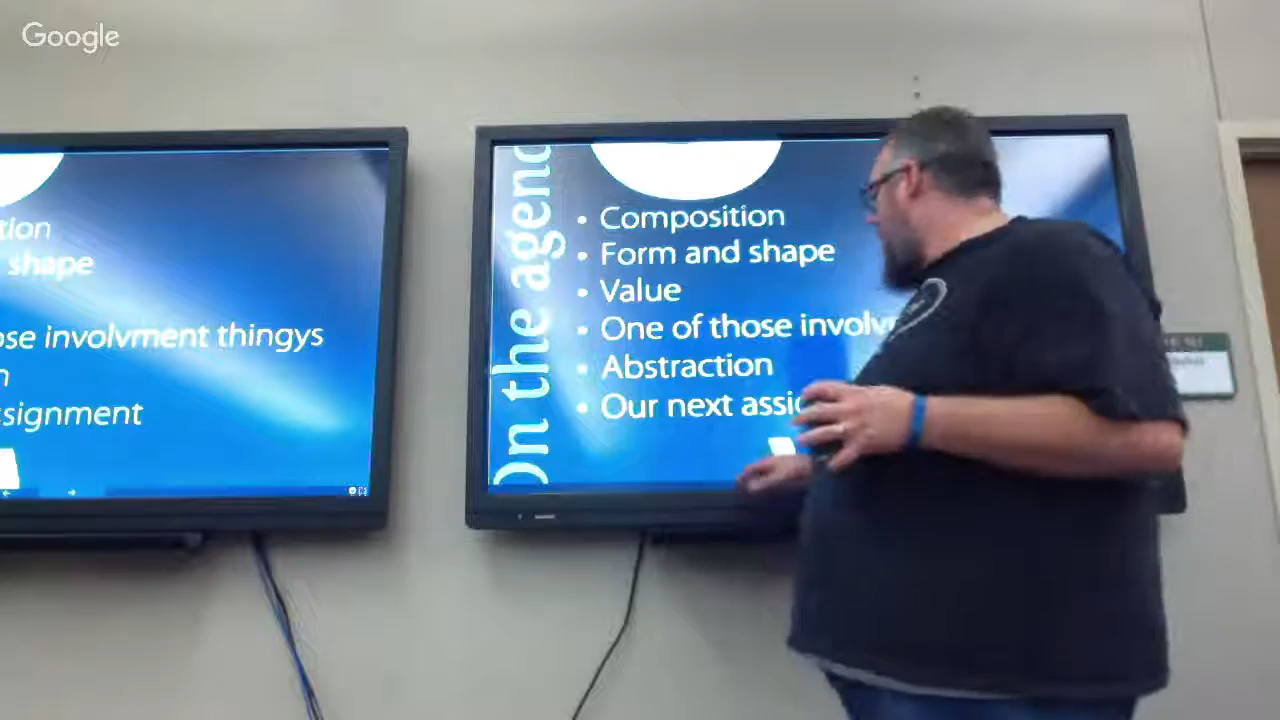 Google
tion
shape
ose involvment thingys
n
signment
On the agend
• Composition
• Form and shape
• Value
• One of those involv
• Abstraction
• Our next assi